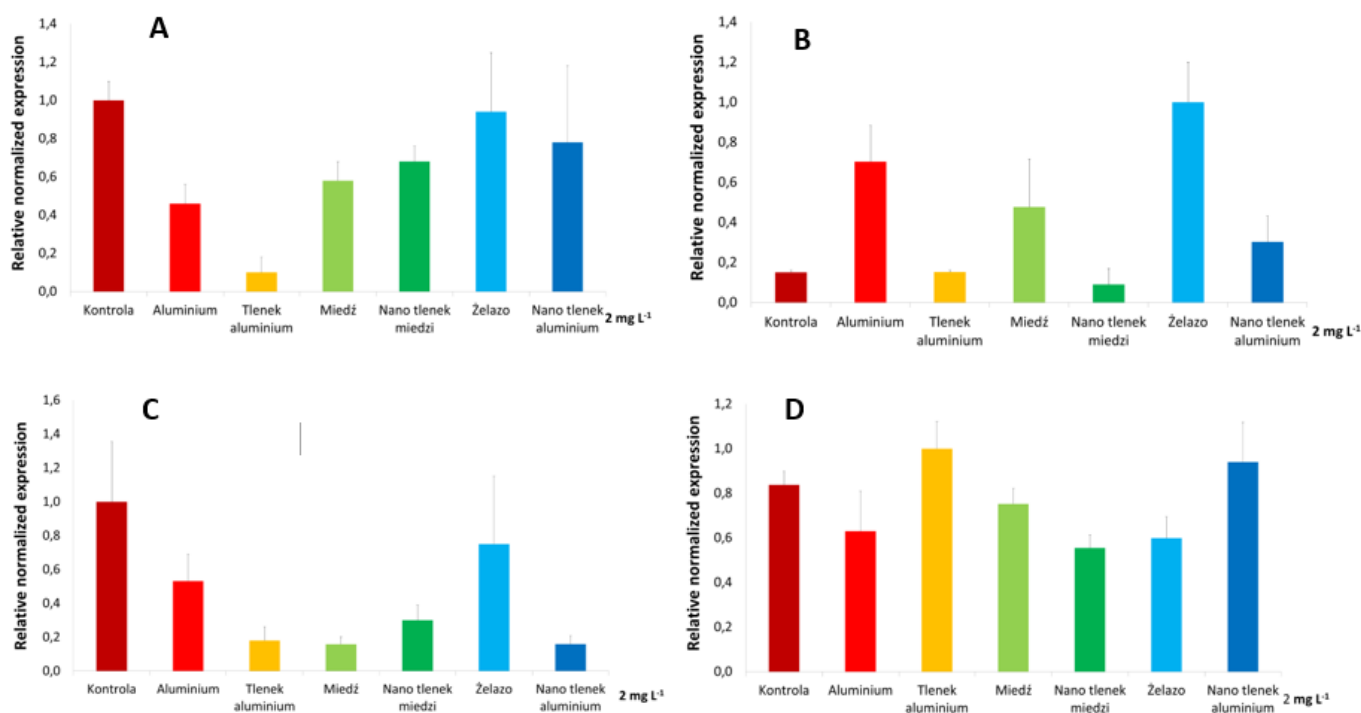 A
Relative normalized expression
1,4
1,2
1,0
0,8
0,6
0,4
0,2
0,0
Kontrola Aluminium Tlenek aluminium Miedź Nano tlenek miedzi Żelazo Nano tlenek aluminium 2 mg L⁻¹
B
Relative normalized expression
1,4
1,2
1,0
0,8
0,6
0,4
0,2
0,0
Kontrola Aluminium Tlenek aluminium Miedź Nano tlenek miedzi Żelazo Nano tlenek aluminium 2 mg L⁻¹
C
Relative normalized expression
1,6
1,4
1,2
1,0
0,8
0,6
0,4
0,2
0,0
Kontrola Aluminium Tlenek aluminium Miedź Nano tlenek miedzi Żelazo Nano tlenek aluminium 2 mg L⁻¹
D
Relative normalized expression
1,2
1,0
0,8
0,6
0,4
0,2
0,0
Kontrola Aluminium Tlenek aluminium Miedź Nano tlenek miedzi Żelazo Nano tlenek aluminium 2 mg L⁻¹